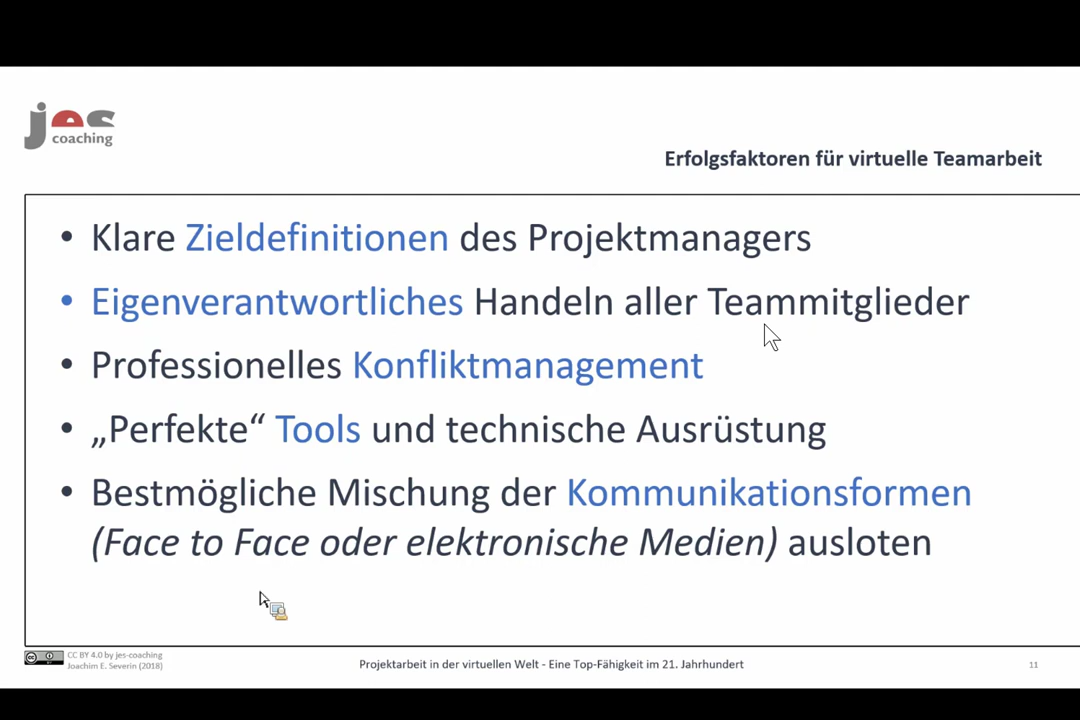 jes
coaching
Erfolgsfaktoren für virtuelle Teamarbeit
• Klare Zieldefinitionen des Projektmanagers
• Eigenverantwortliches Handeln aller Teammitglieder
• Professionelles Konfliktmanagement
• „Perfekte“ Tools und technische Ausrüstung
• Bestmögliche Mischung der Kommunikationsformen
(Face to Face oder elektronische Medien) ausloten
CC BY 4.0 by jes-coaching
Joachim E. Severin (2018)
Projektarbeit in der virtuellen Welt - Eine Top-Fähigkeit im 21. Jahrhundert
11